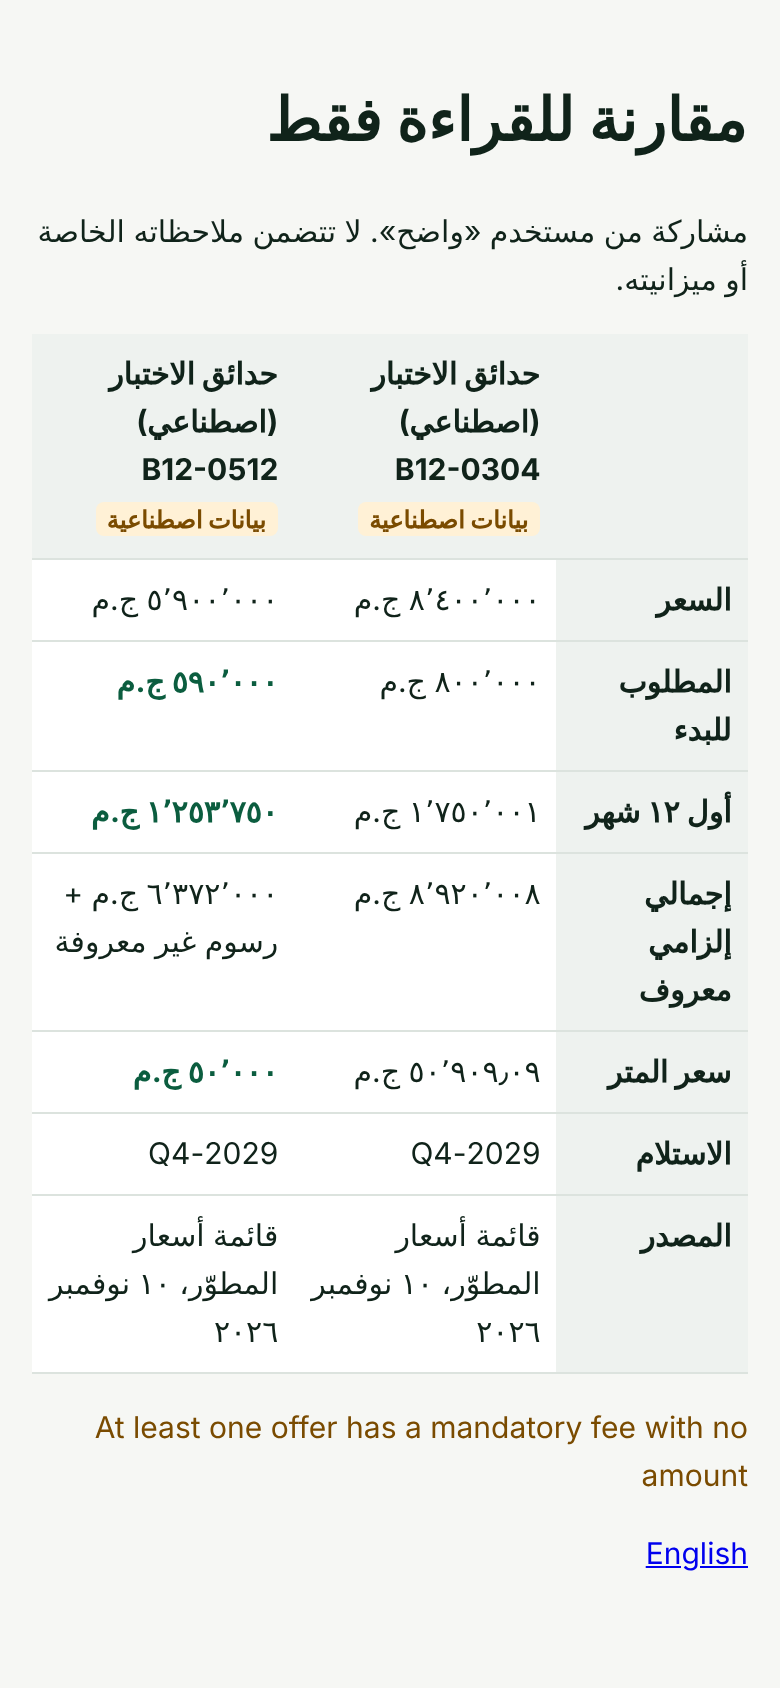 مقارنة للقراءة فقط
مشاركة من مستخدم «واضح». لا تتضمن ملاحظاته الخاصة
أو ميزانيته.
حدائق الاختبار
(اصطناعي)
B12-0304
بيانات اصطناعية
حدائق الاختبار
(اصطناعي)
B12-0512
بيانات اصطناعية
السعر
٨٬٤٠٠٬٠٠٠ ج.م
٥٬٩٠٠٬٠٠٠ ج.م
المطلوب
للبدء
٨٠٠٬٠٠٠ ج.م
٥٩٠٬٠٠٠ ج.م
أول ١٢ شهر
١٬٧٥٠٬٠٠١ ج.م
١٬٢٥٣٬٧٥٠ ج.م
إجمالي
إلزامي
معروف
٨٬٩٢٠٬٠٠٨ ج.م
٦٬٣٧٢٬٠٠٠ ج.م +
رسوم غير معروفة
سعر المتر
٥٠٬٩٠٩٫٠٩ ج.م
٥٠٬٠٠٠ ج.م
الاستلام
Q4-2029
Q4-2029
المصدر
قائمة أسعار
المطوّر، ١٠ نوفمبر
٢٠٢٦
قائمة أسعار
المطوّر، ١٠ نوفمبر
٢٠٢٦
At least one offer has a mandatory fee with no
amount
English